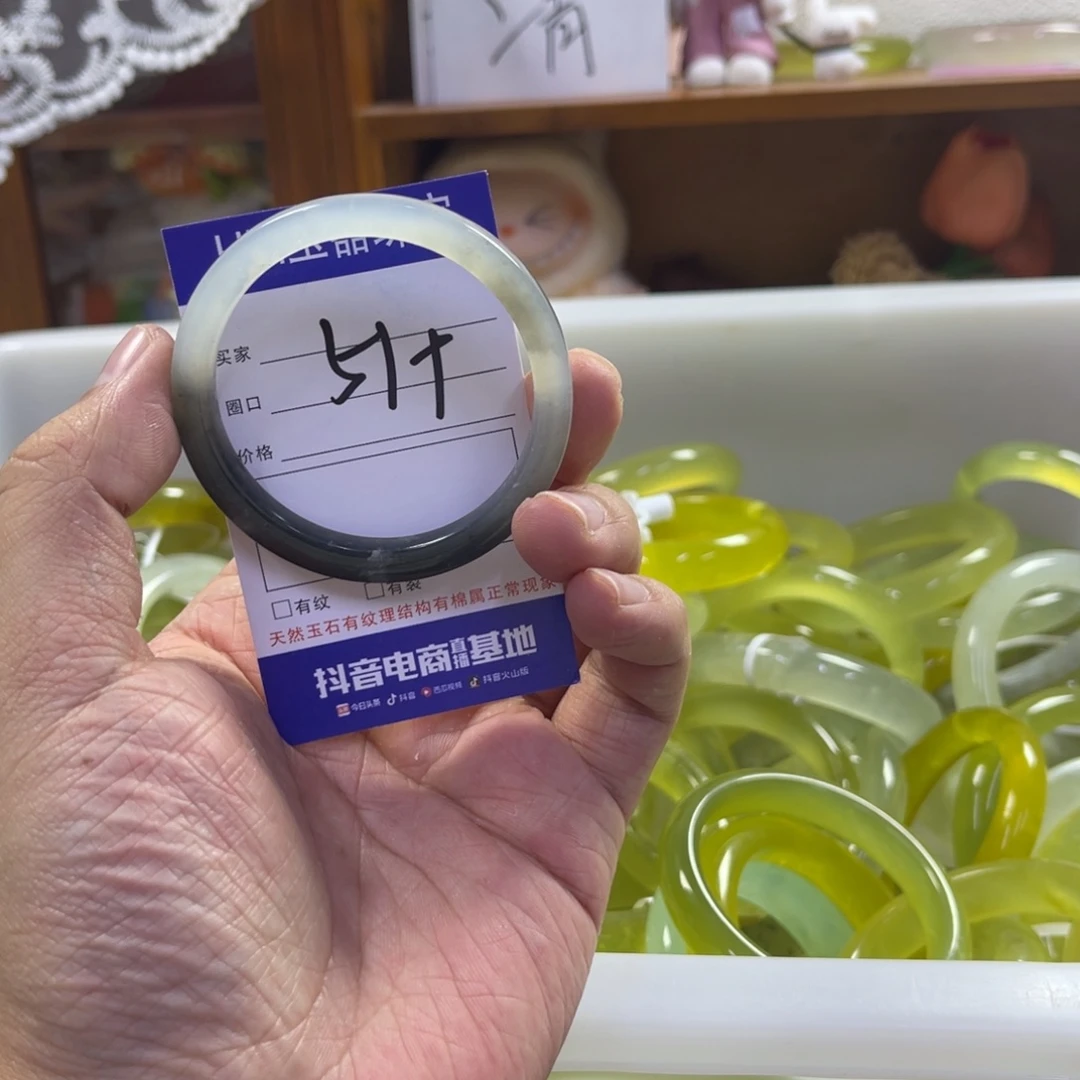 清
买家
圈口
价格
有纹
有裂
天然玉石有纹理结构有棉属正常现象
抖音电商直播基地
今日头条 抖音 西瓜视频 抖音火山版